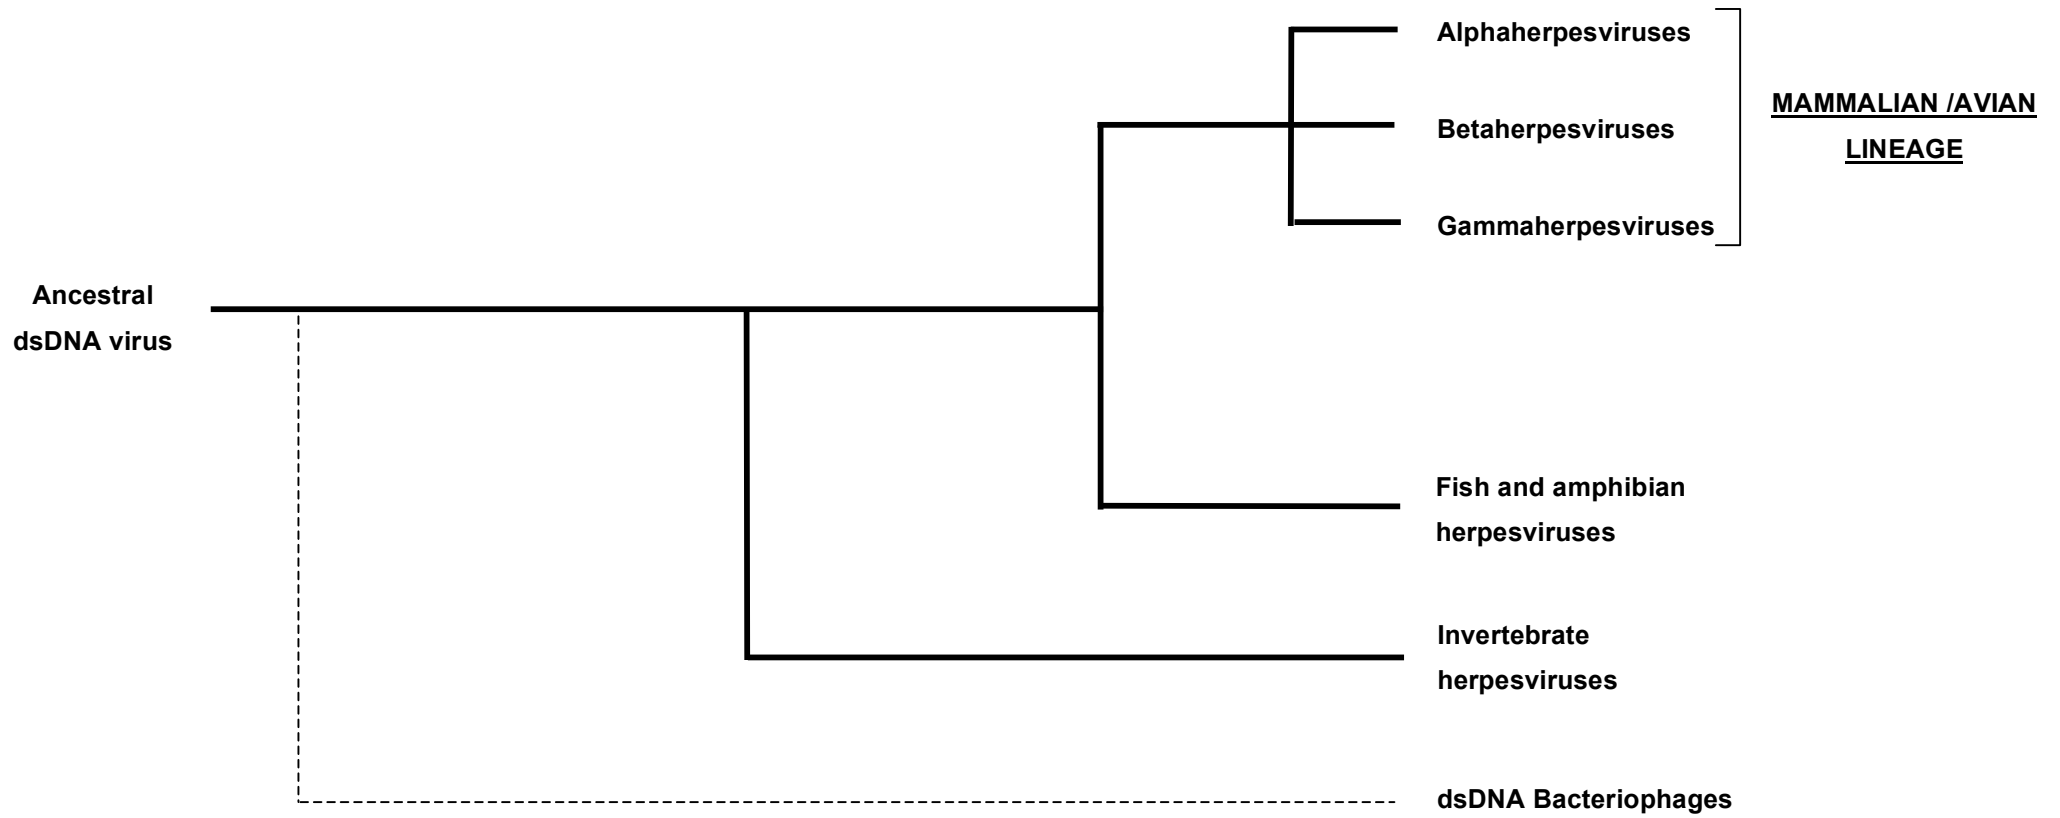 Alphaherpesviruses
Betaherpesviruses
Gammaherpesviruses
MAMMALIAN /AVIAN
LINEAGE
Ancestral
dsDNA virus
Fish and amphibian
herpesviruses
Invertebrate
herpesviruses
dsDNA Bacteriophages